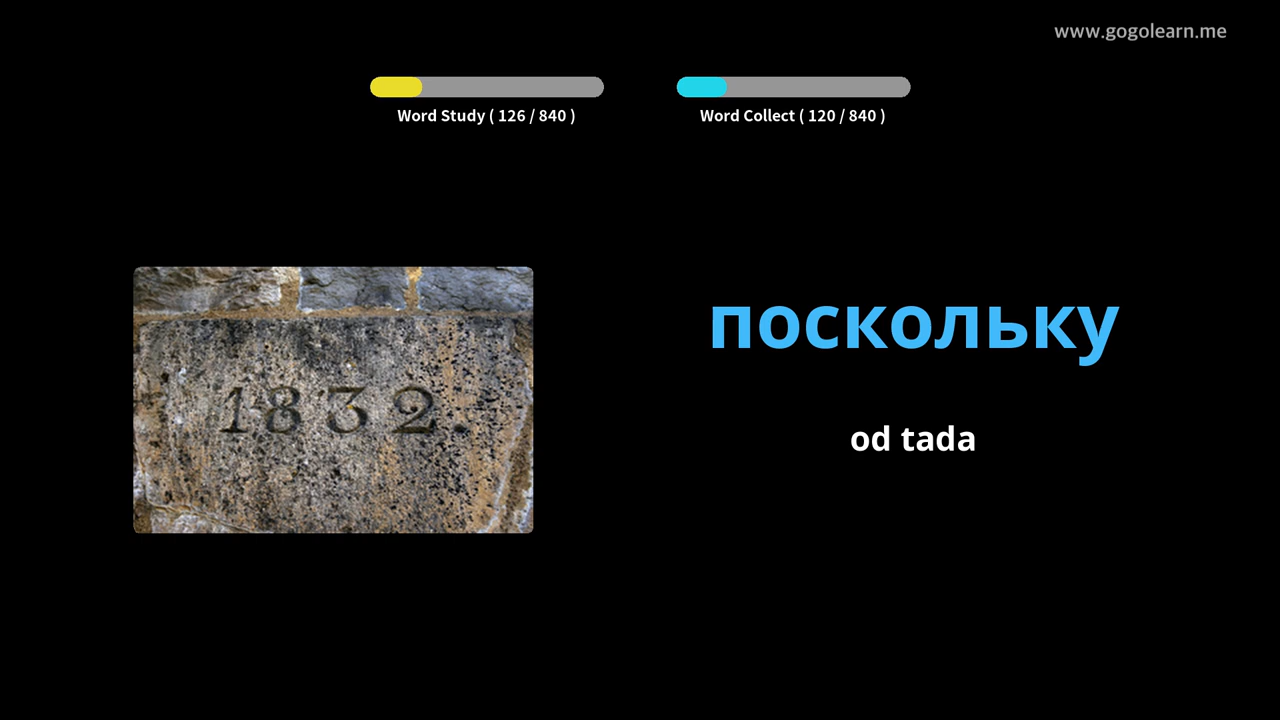 www.gogolearn.me
Word Study ( 126 / 840 )
Word Collect ( 120 / 840 )
1832.
поскольку
od tada